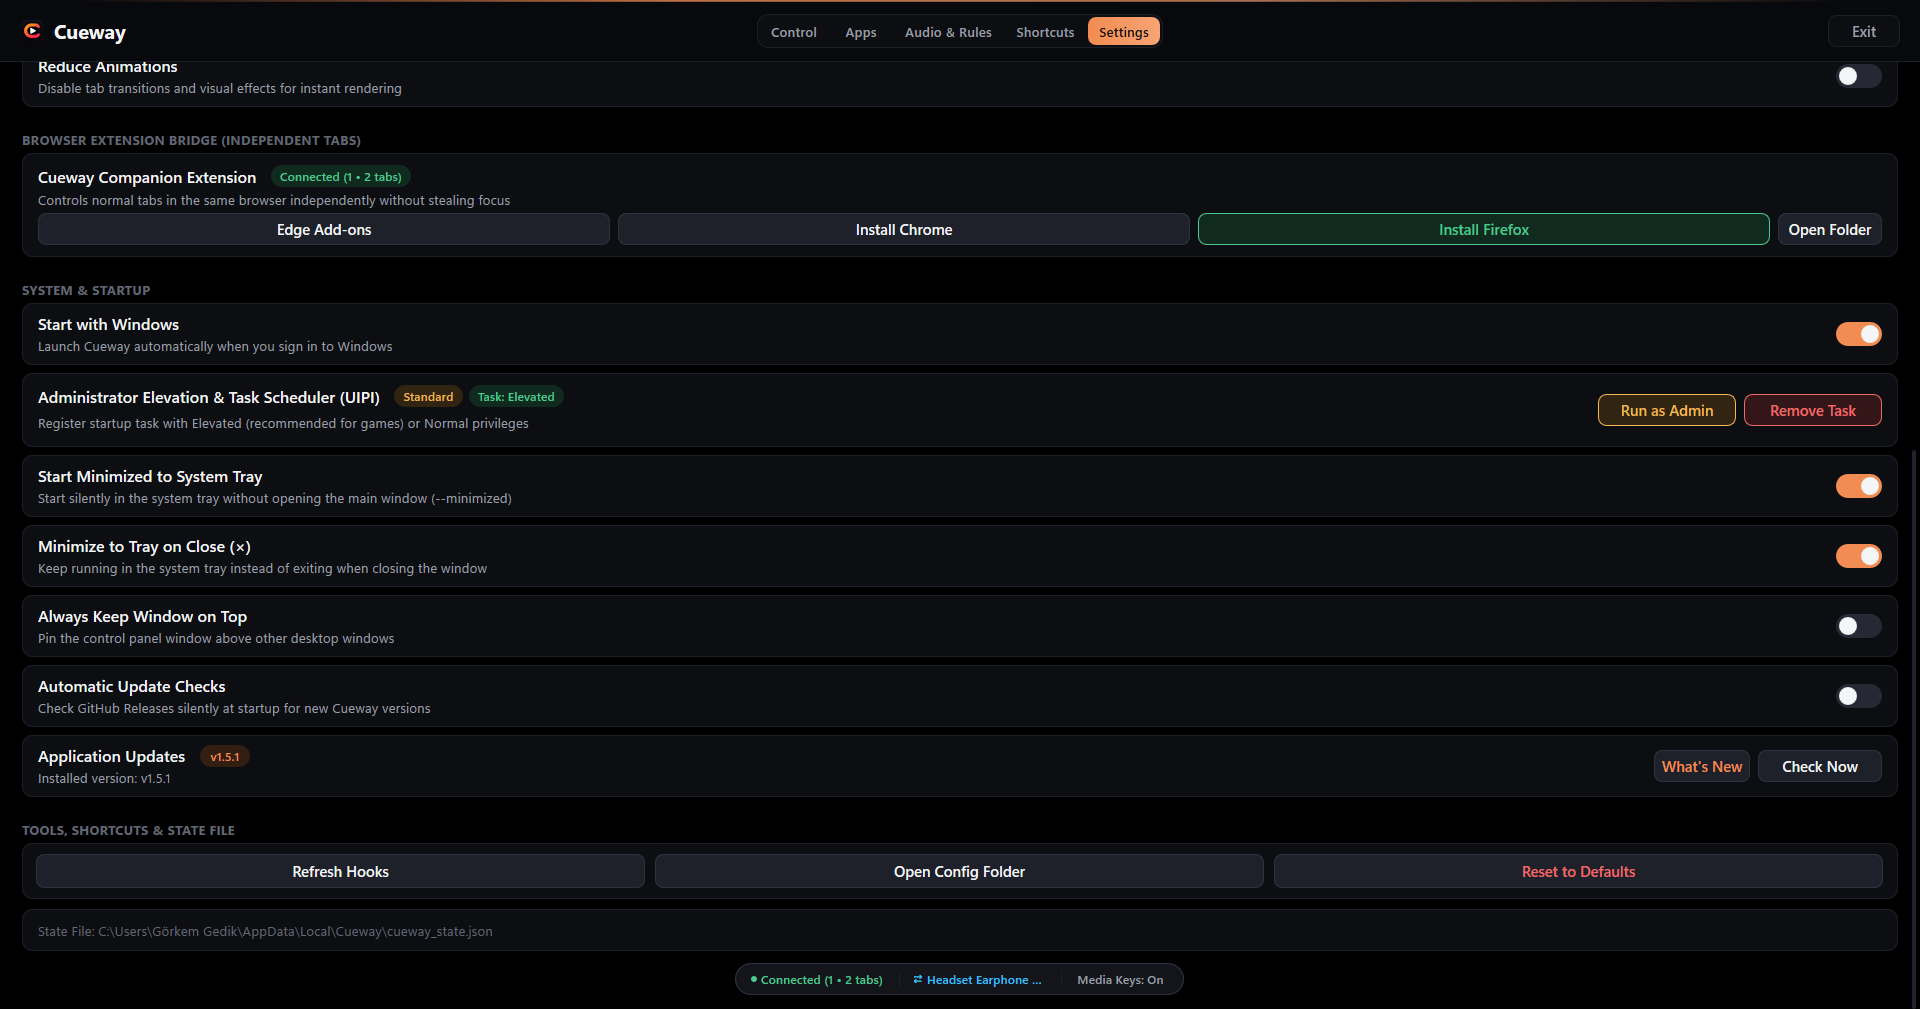 Cueway
Control
Apps
Audio & Rules
Shortcuts
Settings
Exit
Reduce Animations
Disable tab transitions and visual effects for instant rendering
BROWSER EXTENSION BRIDGE (INDEPENDENT TABS)
Cueway Companion Extension
Connected (1 • 2 tabs)
Controls normal tabs in the same browser independently without stealing focus
Edge Add-ons
Install Chrome
Install Firefox
Open Folder
SYSTEM & STARTUP
Start with Windows
Launch Cueway automatically when you sign in to Windows
Administrator Elevation & Task Scheduler (UIPI)
Standard
Task: Elevated
Register startup task with Elevated (recommended for games) or Normal privileges
Run as Admin
Remove Task
Start Minimized to System Tray
Start silently in the system tray without opening the main window (--minimized)
Minimize to Tray on Close (×)
Keep running in the system tray instead of exiting when closing the window
Always Keep Window on Top
Pin the control panel window above other desktop windows
Automatic Update Checks
Check GitHub Releases silently at startup for new Cueway versions
Application Updates
v1.5.1
Installed version: v1.5.1
What's New
Check Now
TOOLS, SHORTCUTS & STATE FILE
Refresh Hooks
Open Config Folder
Reset to Defaults
State File: C:\Users\Görkem Gedik\AppData\Local\Cueway\cueway_state.json
Connected (1 • 2 tabs)
⇄ Headset Earphone ...
Media Keys: On